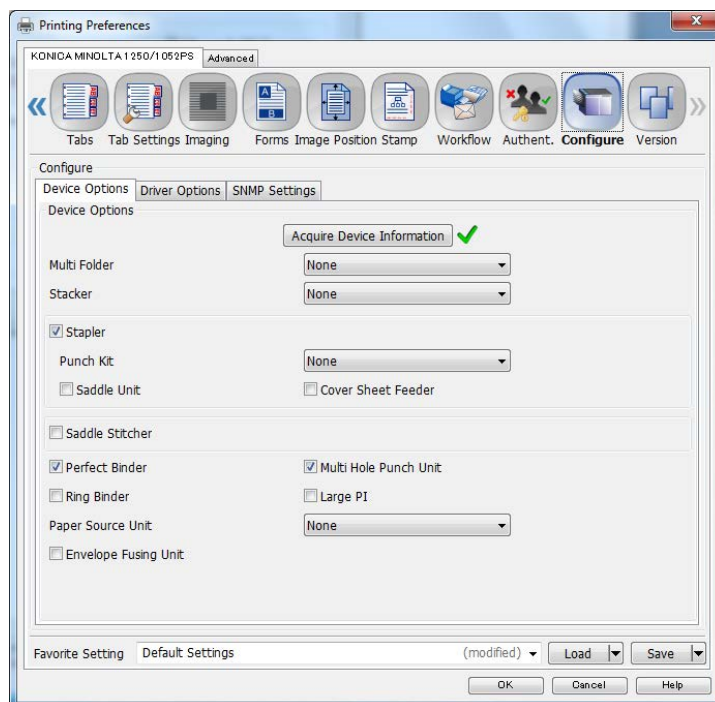 Printing Preferences
KONICA MINOLTA 1250/1052PS Advanced
Tabs Tab Settings Imaging Forms Image Position Stamp Workflow Authent. Configure Version
Configure
Device Options Driver Options SNMP Settings
Device Options
Acquire Device Information
Multi Folder None
Stacker None
Stapler
Punch Kit None
Saddle Unit Cover Sheet Feeder
Saddle Stitcher
Perfect Binder Multi Hole Punch Unit
Ring Binder Large PI
Paper Source Unit None
Envelope Fusing Unit
Favorite Setting Default Settings (modified) Load Save
OK Cancel Help